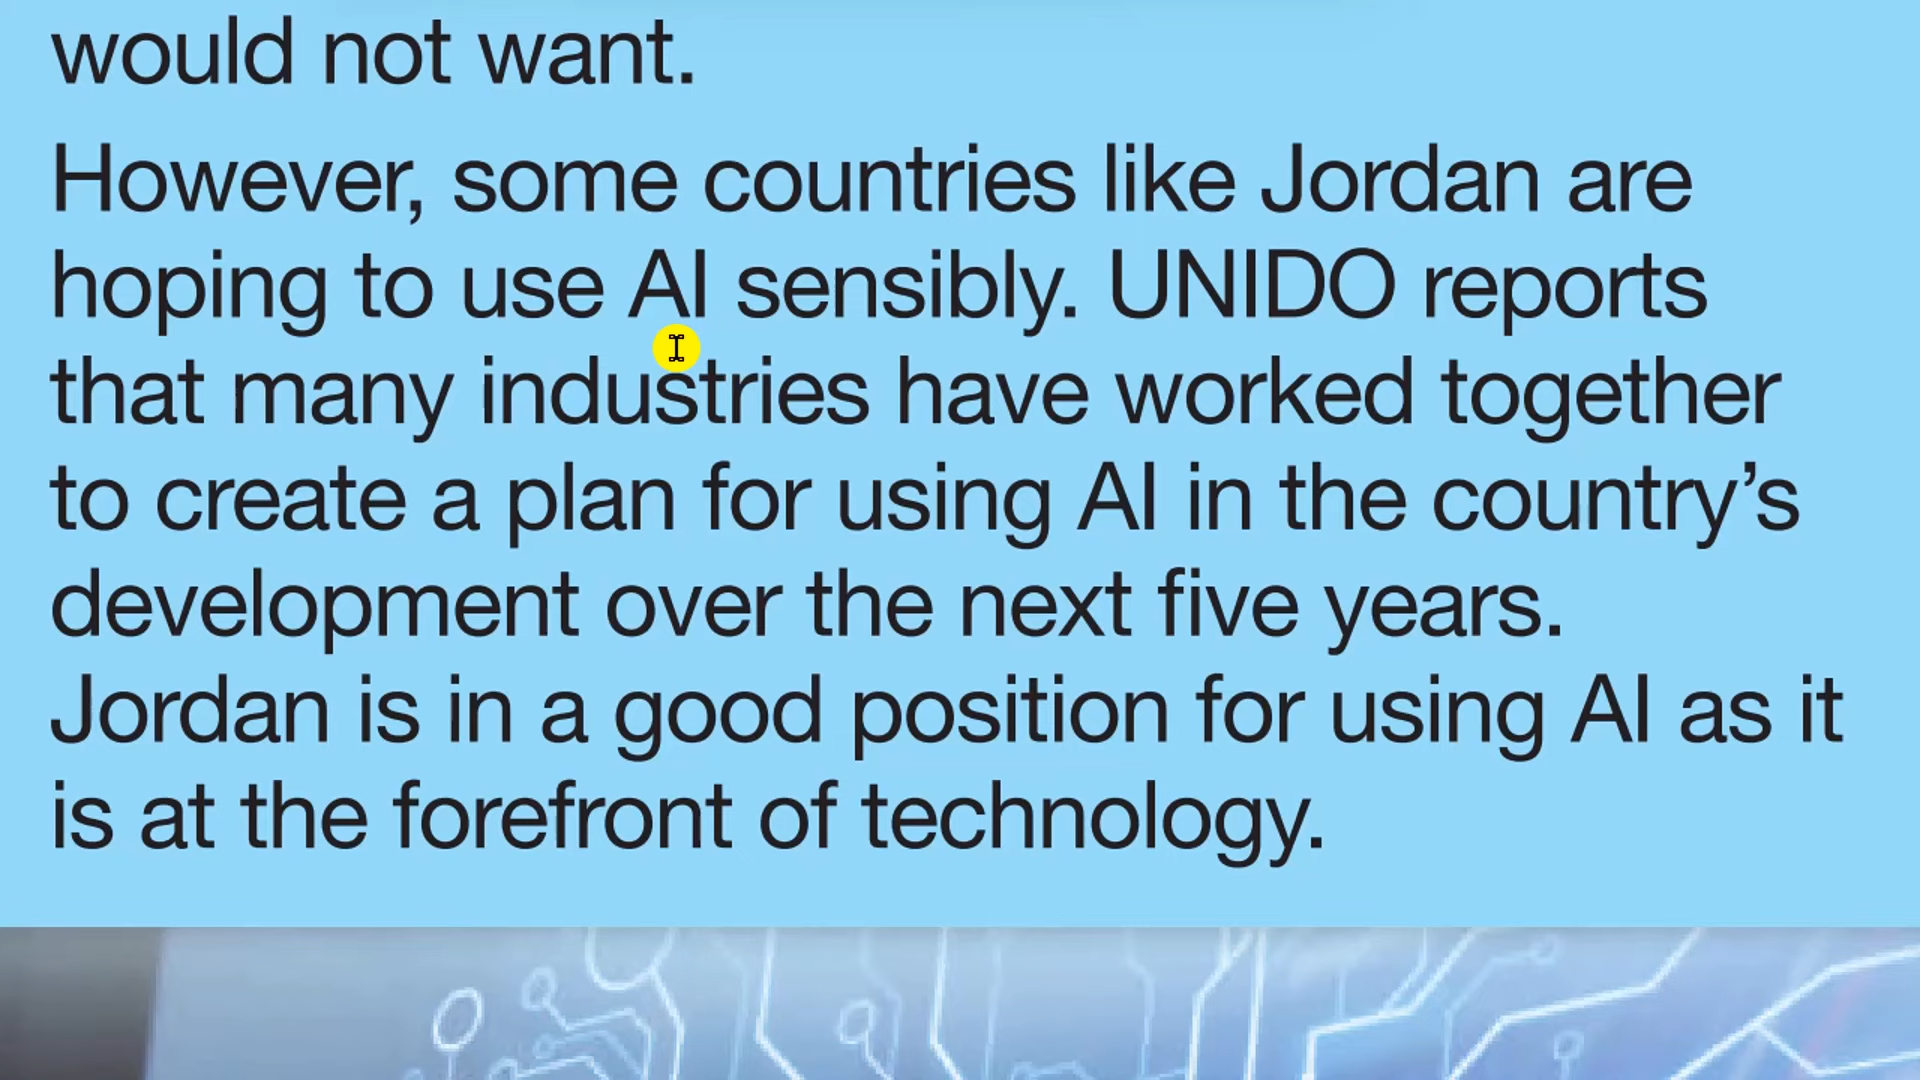 would not want.
However, some countries like Jordan are
hoping to use AI sensibly. UNIDO reports
that many industries have worked together
to create a plan for using AI in the country’s
development over the next five years.
Jordan is in a good position for using AI as it
is at the forefront of technology.